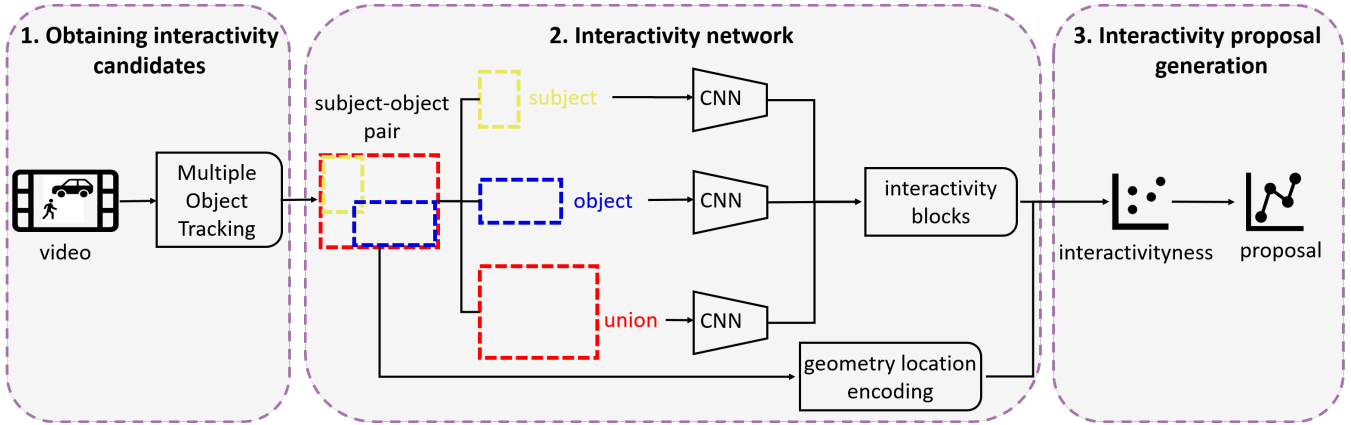 1. Obtaining interactivity
candidates
video
Multiple
Object
Tracking
2. Interactivity network
subject-object
pair
subject
CNN
object
CNN
union
CNN
interactivity
blocks
geometry location
encoding
3. Interactivity proposal
generation
interactivityness
proposal